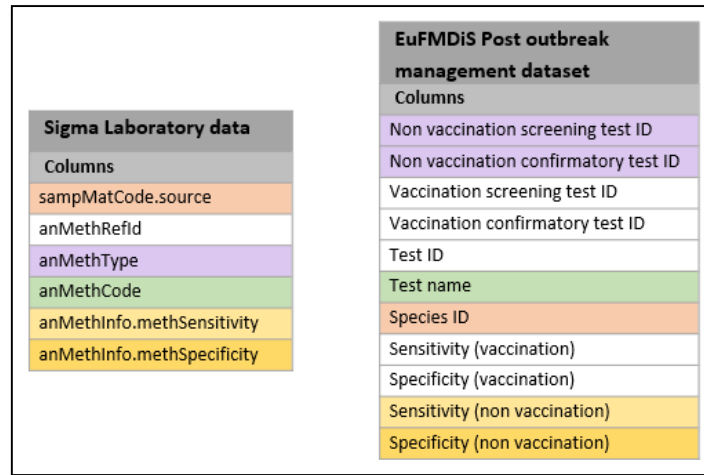 Sigma Laboratory data
Columns
sampMatCode.source
anMethRefId
anMethType
anMethCode
anMethInfo.methSensitivity
anMethInfo.methSpecificity
EuFMDiS Post outbreak
management dataset
Columns
Non vaccination screening test ID
Non vaccination confirmatory test ID
Vaccination screening test ID
Vaccination confirmatory test ID
Test ID
Test name
Species ID
Sensitivity (vaccination)
Specificity (vaccination)
Sensitivity (non vaccination)
Specificity (non vaccination)